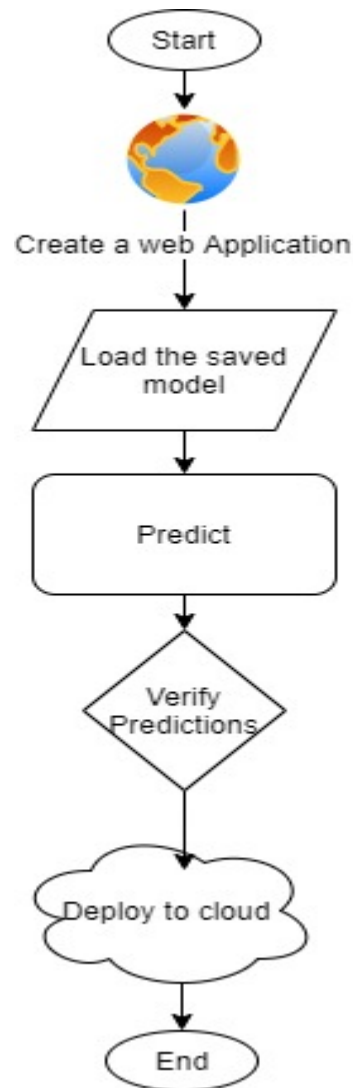 Start
Create a web Application
Load the saved
model
Predict
Verify
Predictions
Deploy to cloud
End